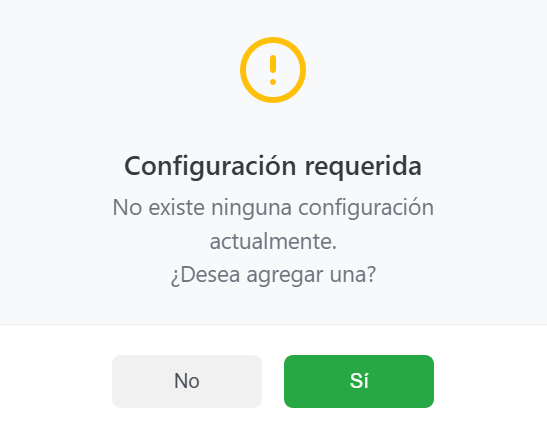 Configuración requerida
No existe ninguna configuración
actualmente.
¿Desea agregar una?
No
Sí